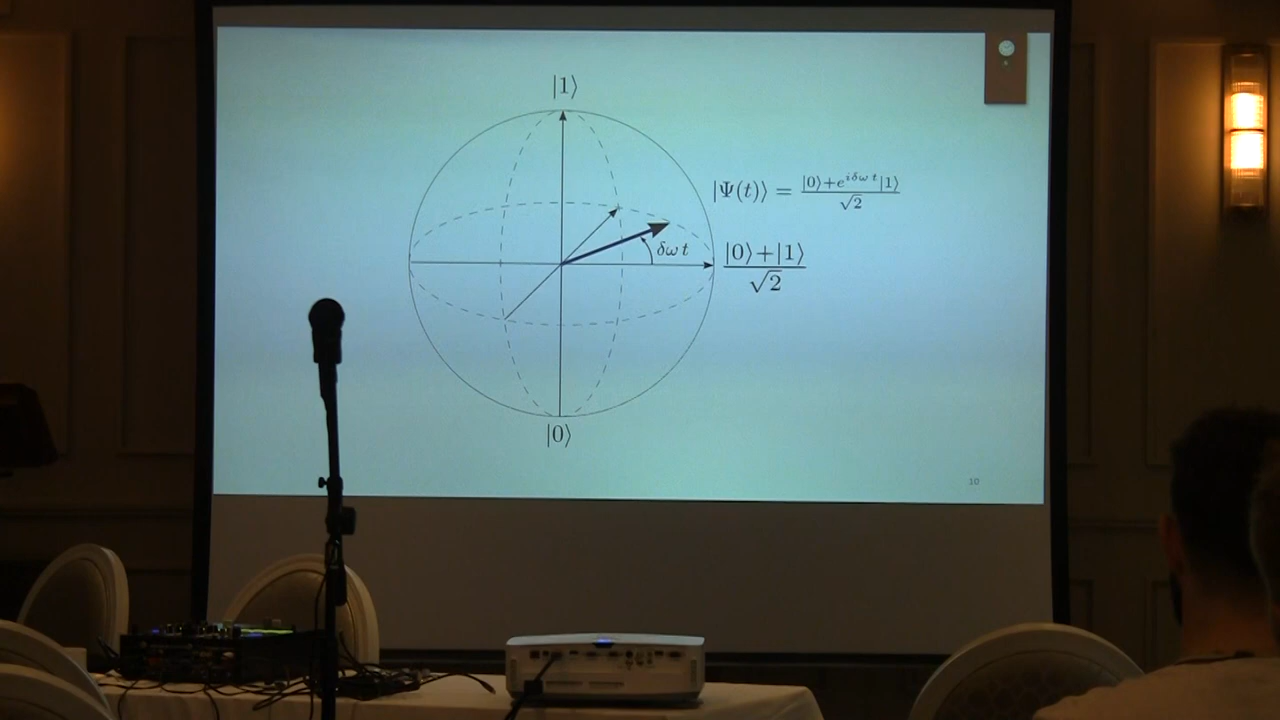 |1⟩
|Ψ(t)⟩ = |0⟩+e^{iδω t}|1⟩ / √2
δω t
|0⟩+|1⟩ / √2
|0⟩
10